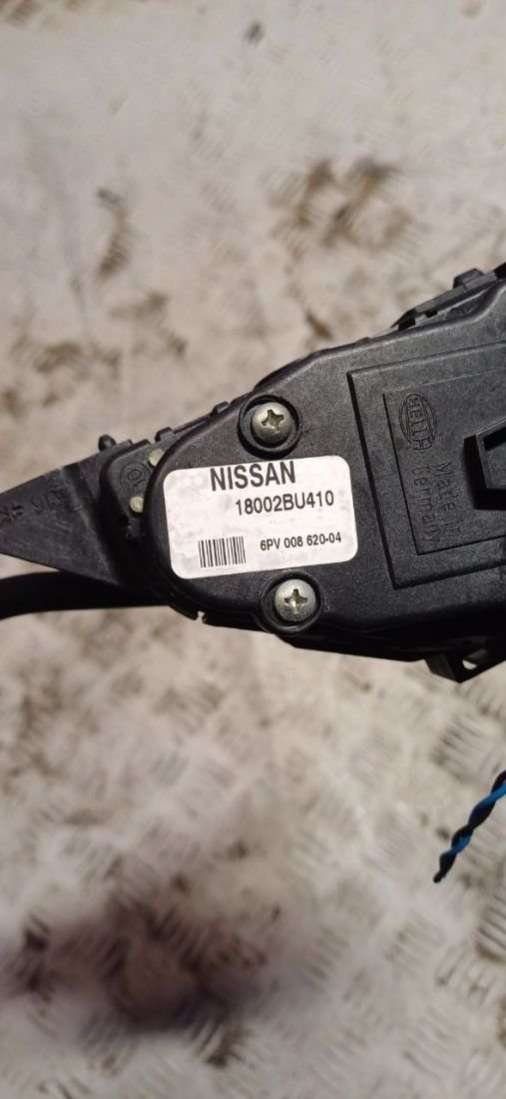 NISSAN
18002BU410
6PV 008 620-04
HELLA
Made in
Germany